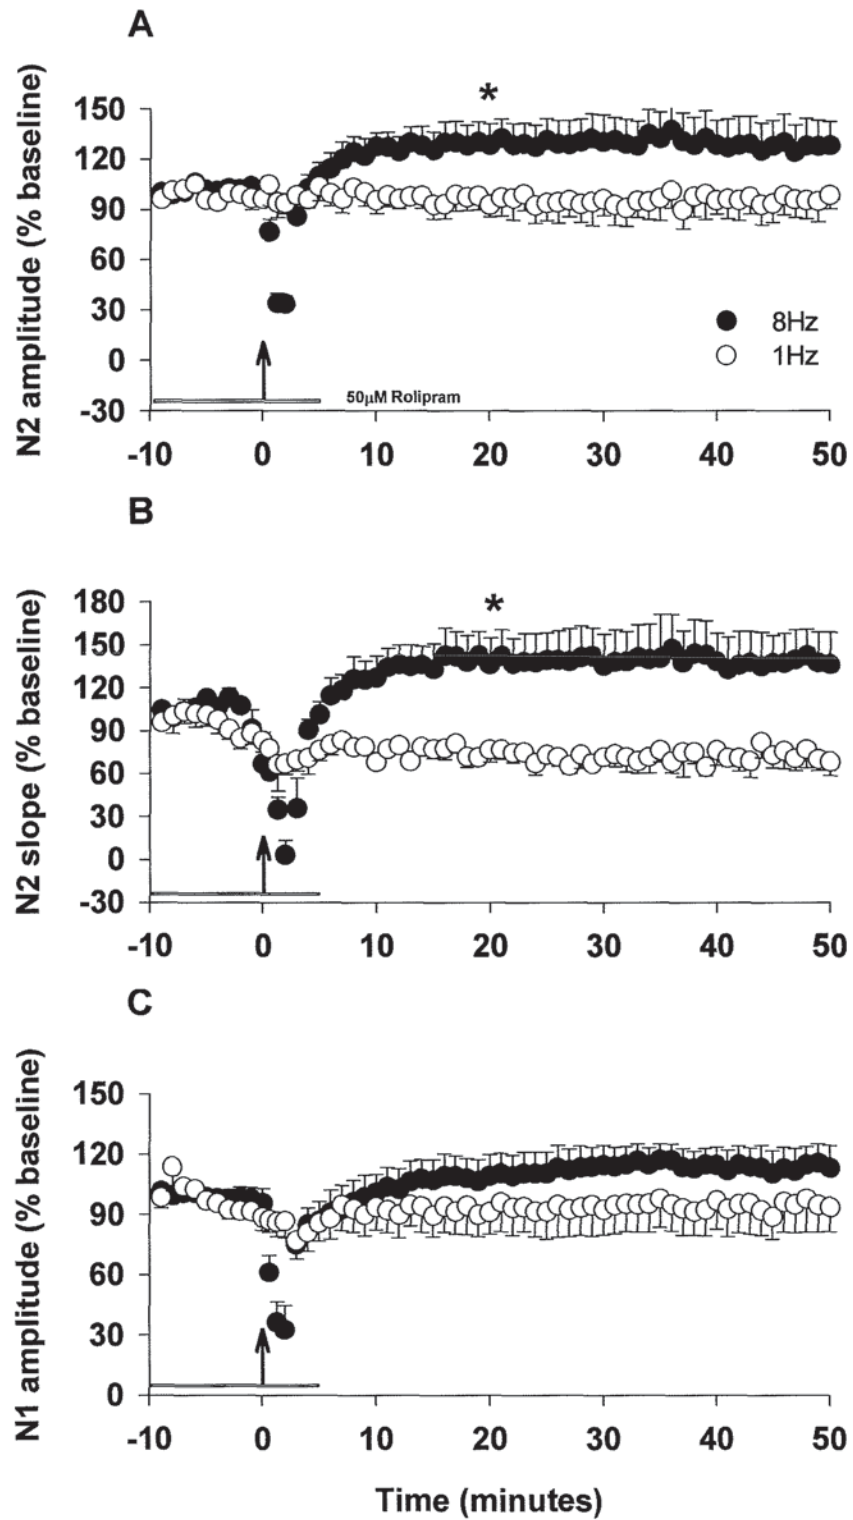 A
N2 amplitude (% baseline)
150
120
90
60
30
0
-30
*
8Hz
1Hz
50μM Rolipram
-10 0 10 20 30 40 50
B
N2 slope (% baseline)
180
150
120
90
60
30
0
-30
*
-10 0 10 20 30 40 50
C
N1 amplitude (% baseline)
150
120
90
60
30
0
-10 0 10 20 30 40 50
Time (minutes)